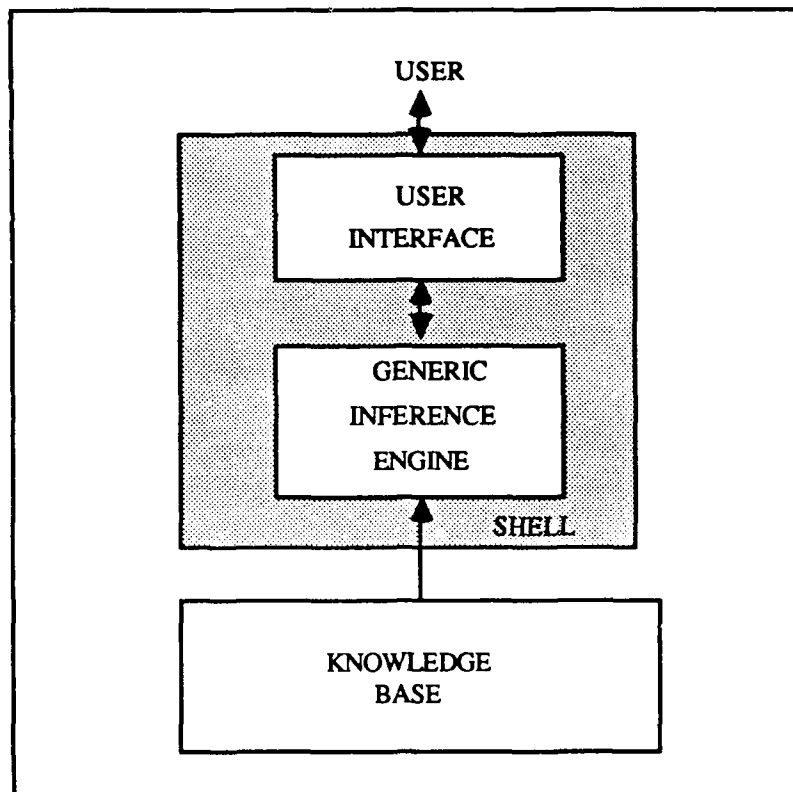 USER
USER
INTERFACE
GENERIC
INFERENCE
ENGINE
SHELL
KNOWLEDGE
BASE